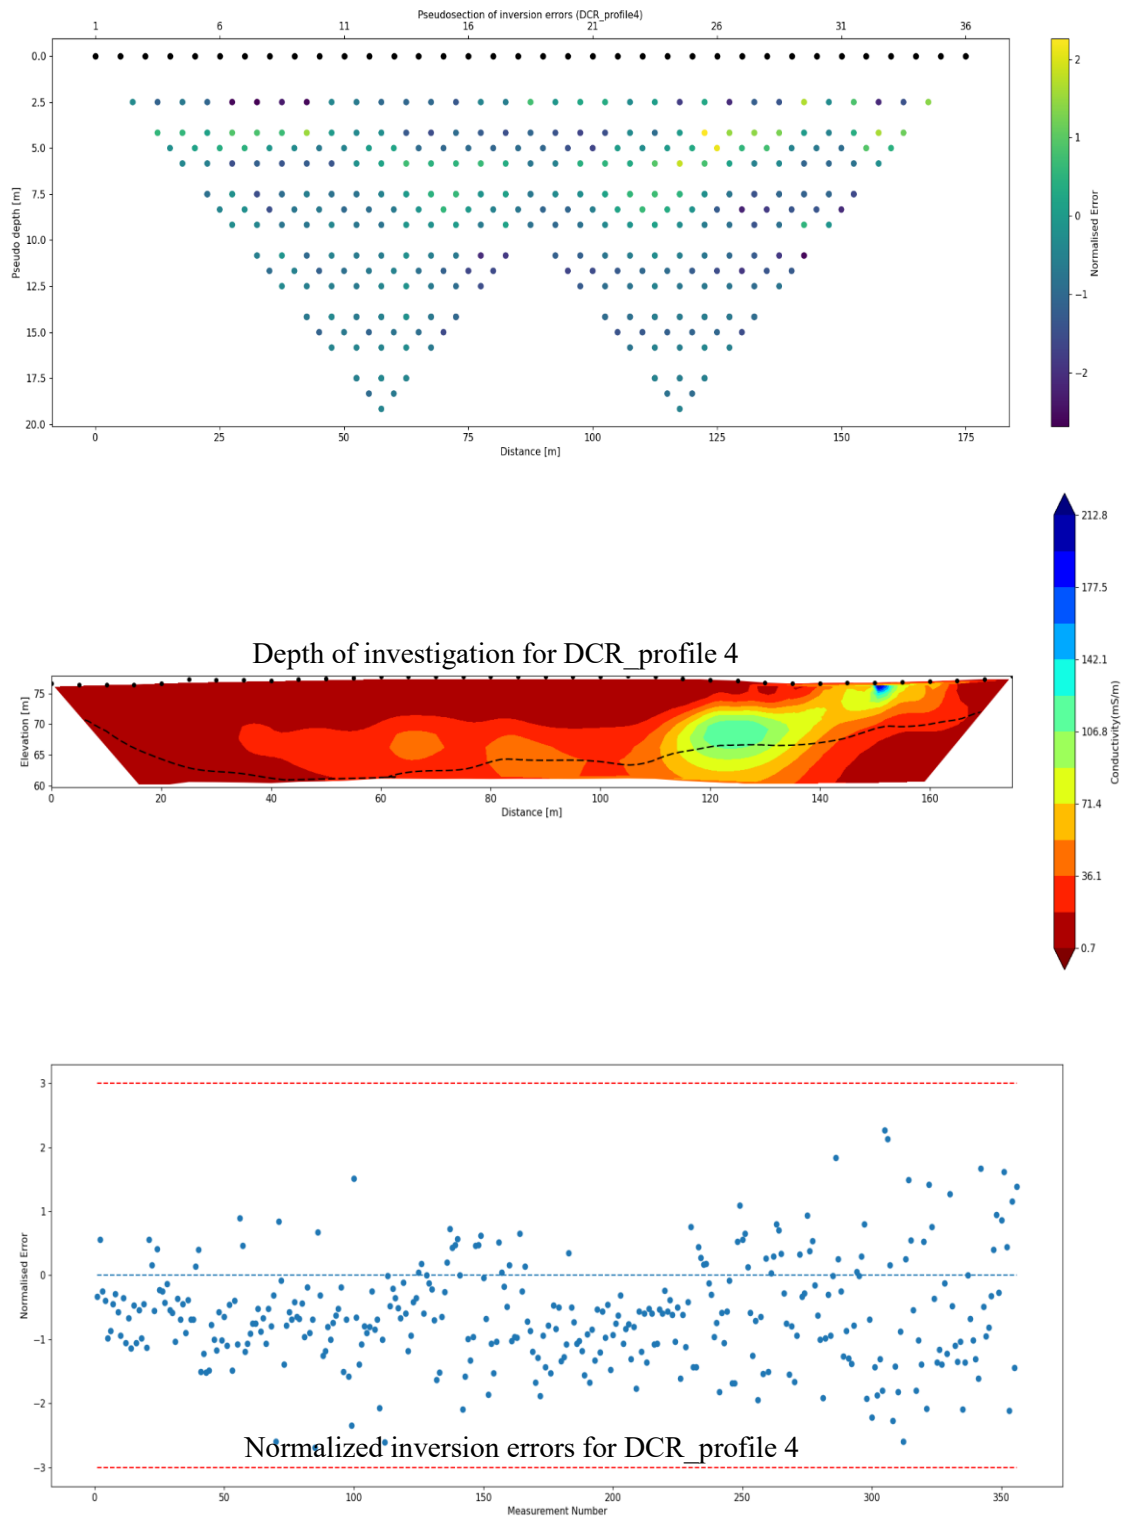 Pseudosection of inversion errors (DCR_profile4)
1 6 11 16 21 26 31 36
0.0
2.5
5.0
7.5
10.0
12.5
15.0
17.5
20.0
Pseudo depth [m]
0 25 50 75 100 125 150 175
Distance [m]
2
1
0
−1
−2
Normalised Error
Depth of investigation for DCR_profile 4
75
70
65
60
Elevation [m]
0 20 40 60 80 100 120 140 160
Distance [m]
212.8
177.5
142.1
106.8
71.4
36.1
0.7
Conductivity(mS/m)
3
2
1
0
−1
−2
−3
Normalised Error
Normalized inversion errors for DCR_profile 4
0 50 100 150 200 250 300 350
Measurement Number